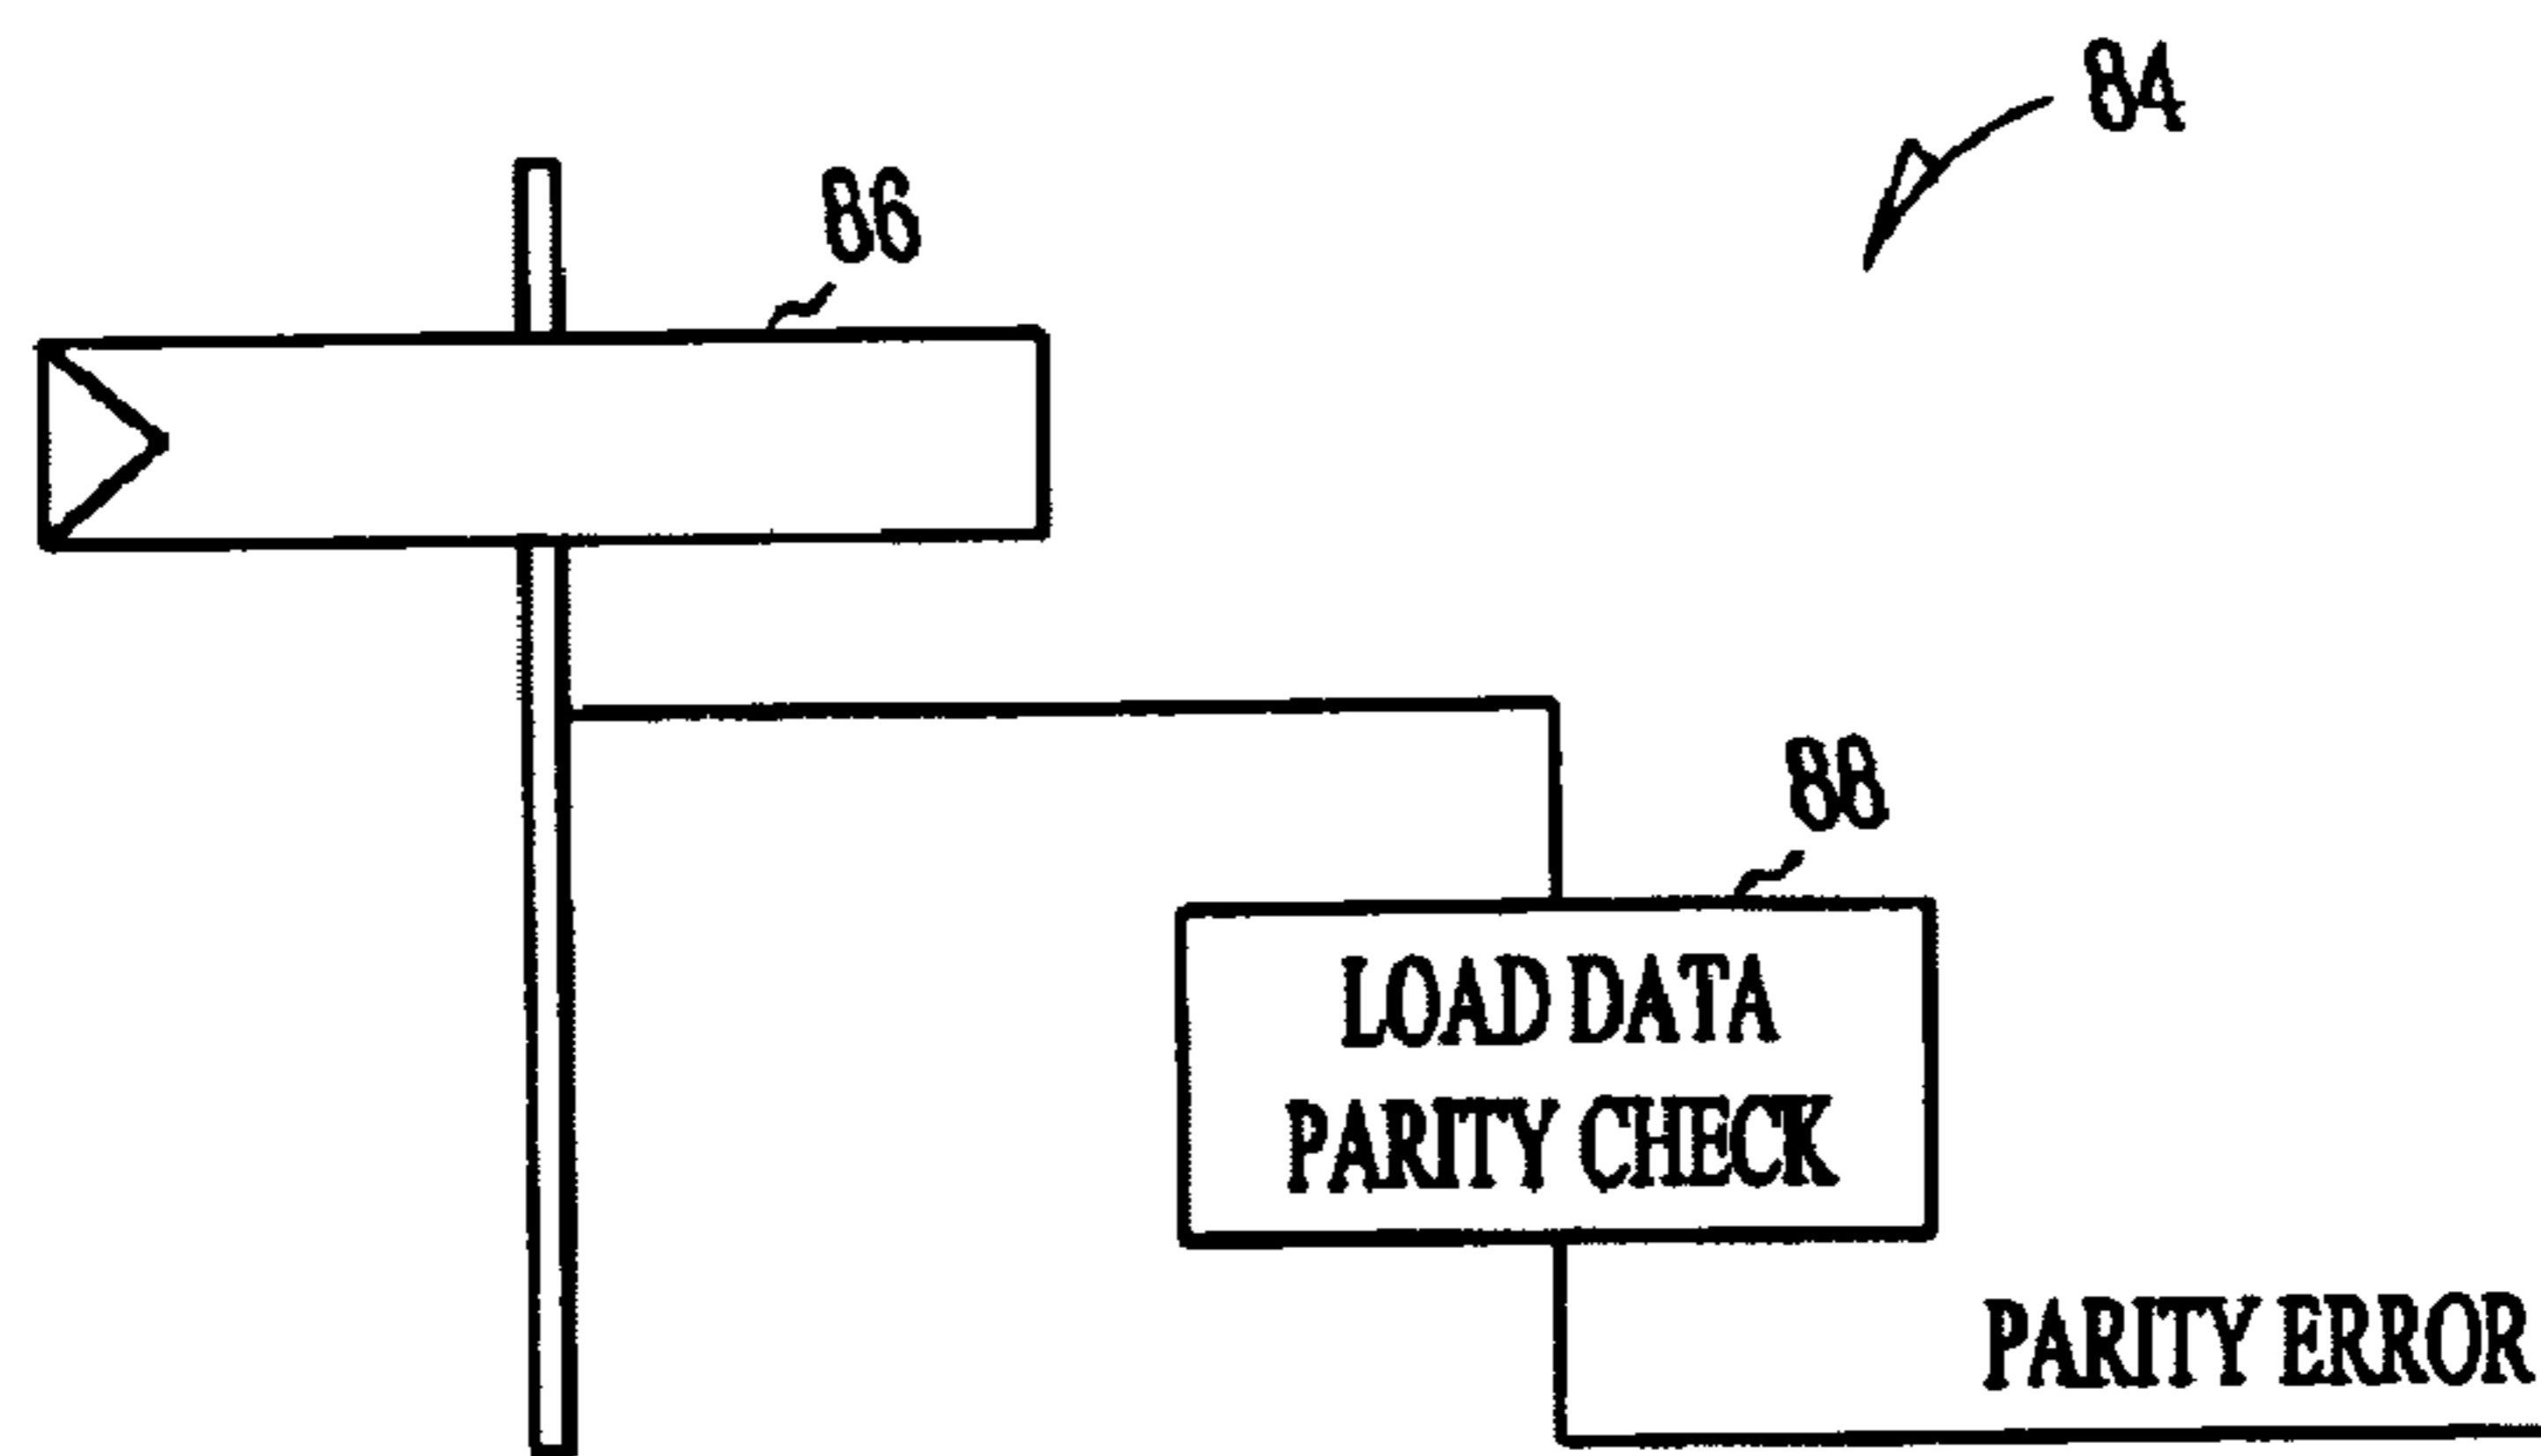 84
86
88
LOAD DATA
PARITY CHECK
PARITY ERROR